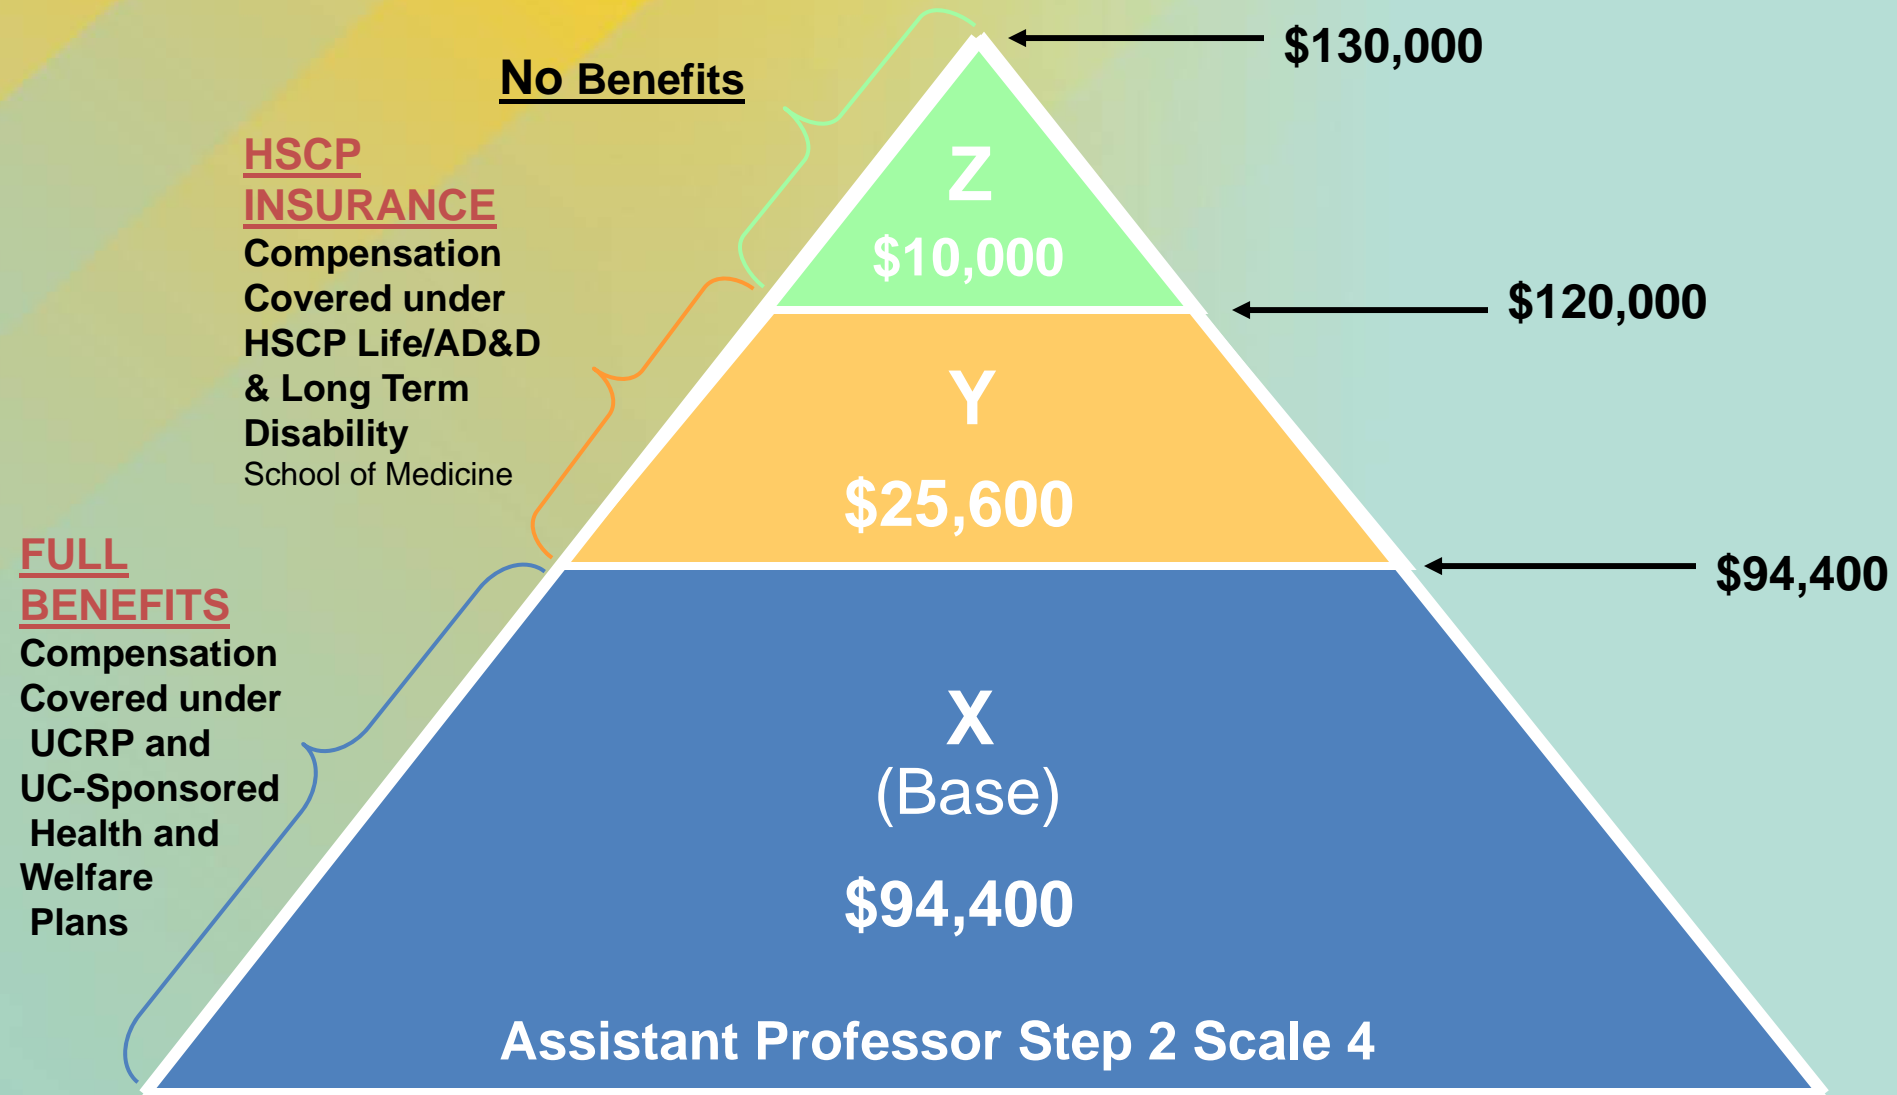 No Benefits
HSCP
INSURANCE
Compensation
Covered under
HSCP Life/AD&D
& Long Term
Disability
School of Medicine
FULL
BENEFITS
Compensation
Covered under
UCRP and
UC-Sponsored
Health and
Welfare
Plans
Z
$10,000
Y
$25,600
X
(Base)
$94,400
Assistant Professor Step 2 Scale 4
$130,000
$120,000
$94,400